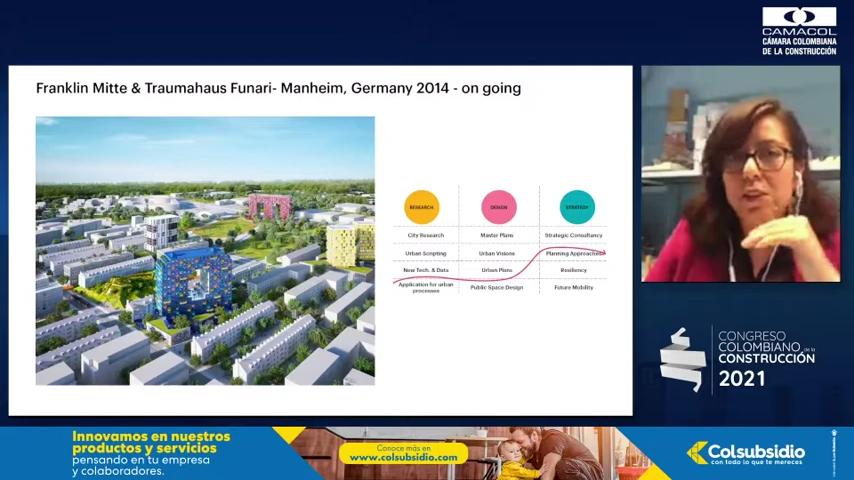 CAMACOL
CÁMARA COLOMBIANA
DE LA CONSTRUCCIÓN
Franklin Mitte & Traumahaus Funari- Manheim, Germany 2014 - on going
RESEARCH
DESIGN
STRATEGY
City Research
Master Plans
Strategic Consultancy
Urban Scripting
Urban Visions
Planning Approaches
New Tech. & Data
Urban Plans
Resiliency
Application for urban
processes
Public Space Design
Future Mobility
CONGRESO
COLOMBIANO de la
CONSTRUCCIÓN
2021
Innovamos en nuestros
productos y servicios
pensando en tu empresa
y colaboradores.
Conoce más en
www.colsubsidio.com
Colsubsidio
con todo lo que te mereces